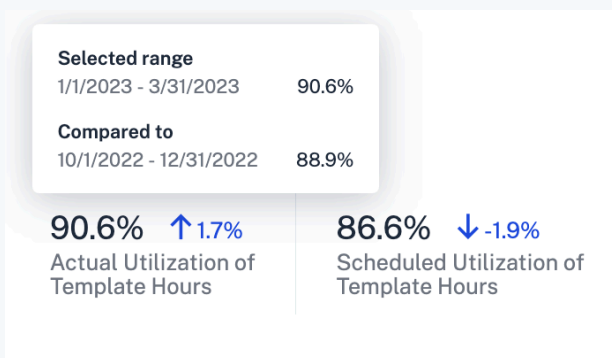 Selected range
1/1/2023 - 3/31/2023 90.6%
Compared to
10/1/2022 - 12/31/2022 88.9%
90.6% ↑ 1.7%
Actual Utilization of
Template Hours
86.6% ↓ -1.9%
Scheduled Utilization of
Template Hours